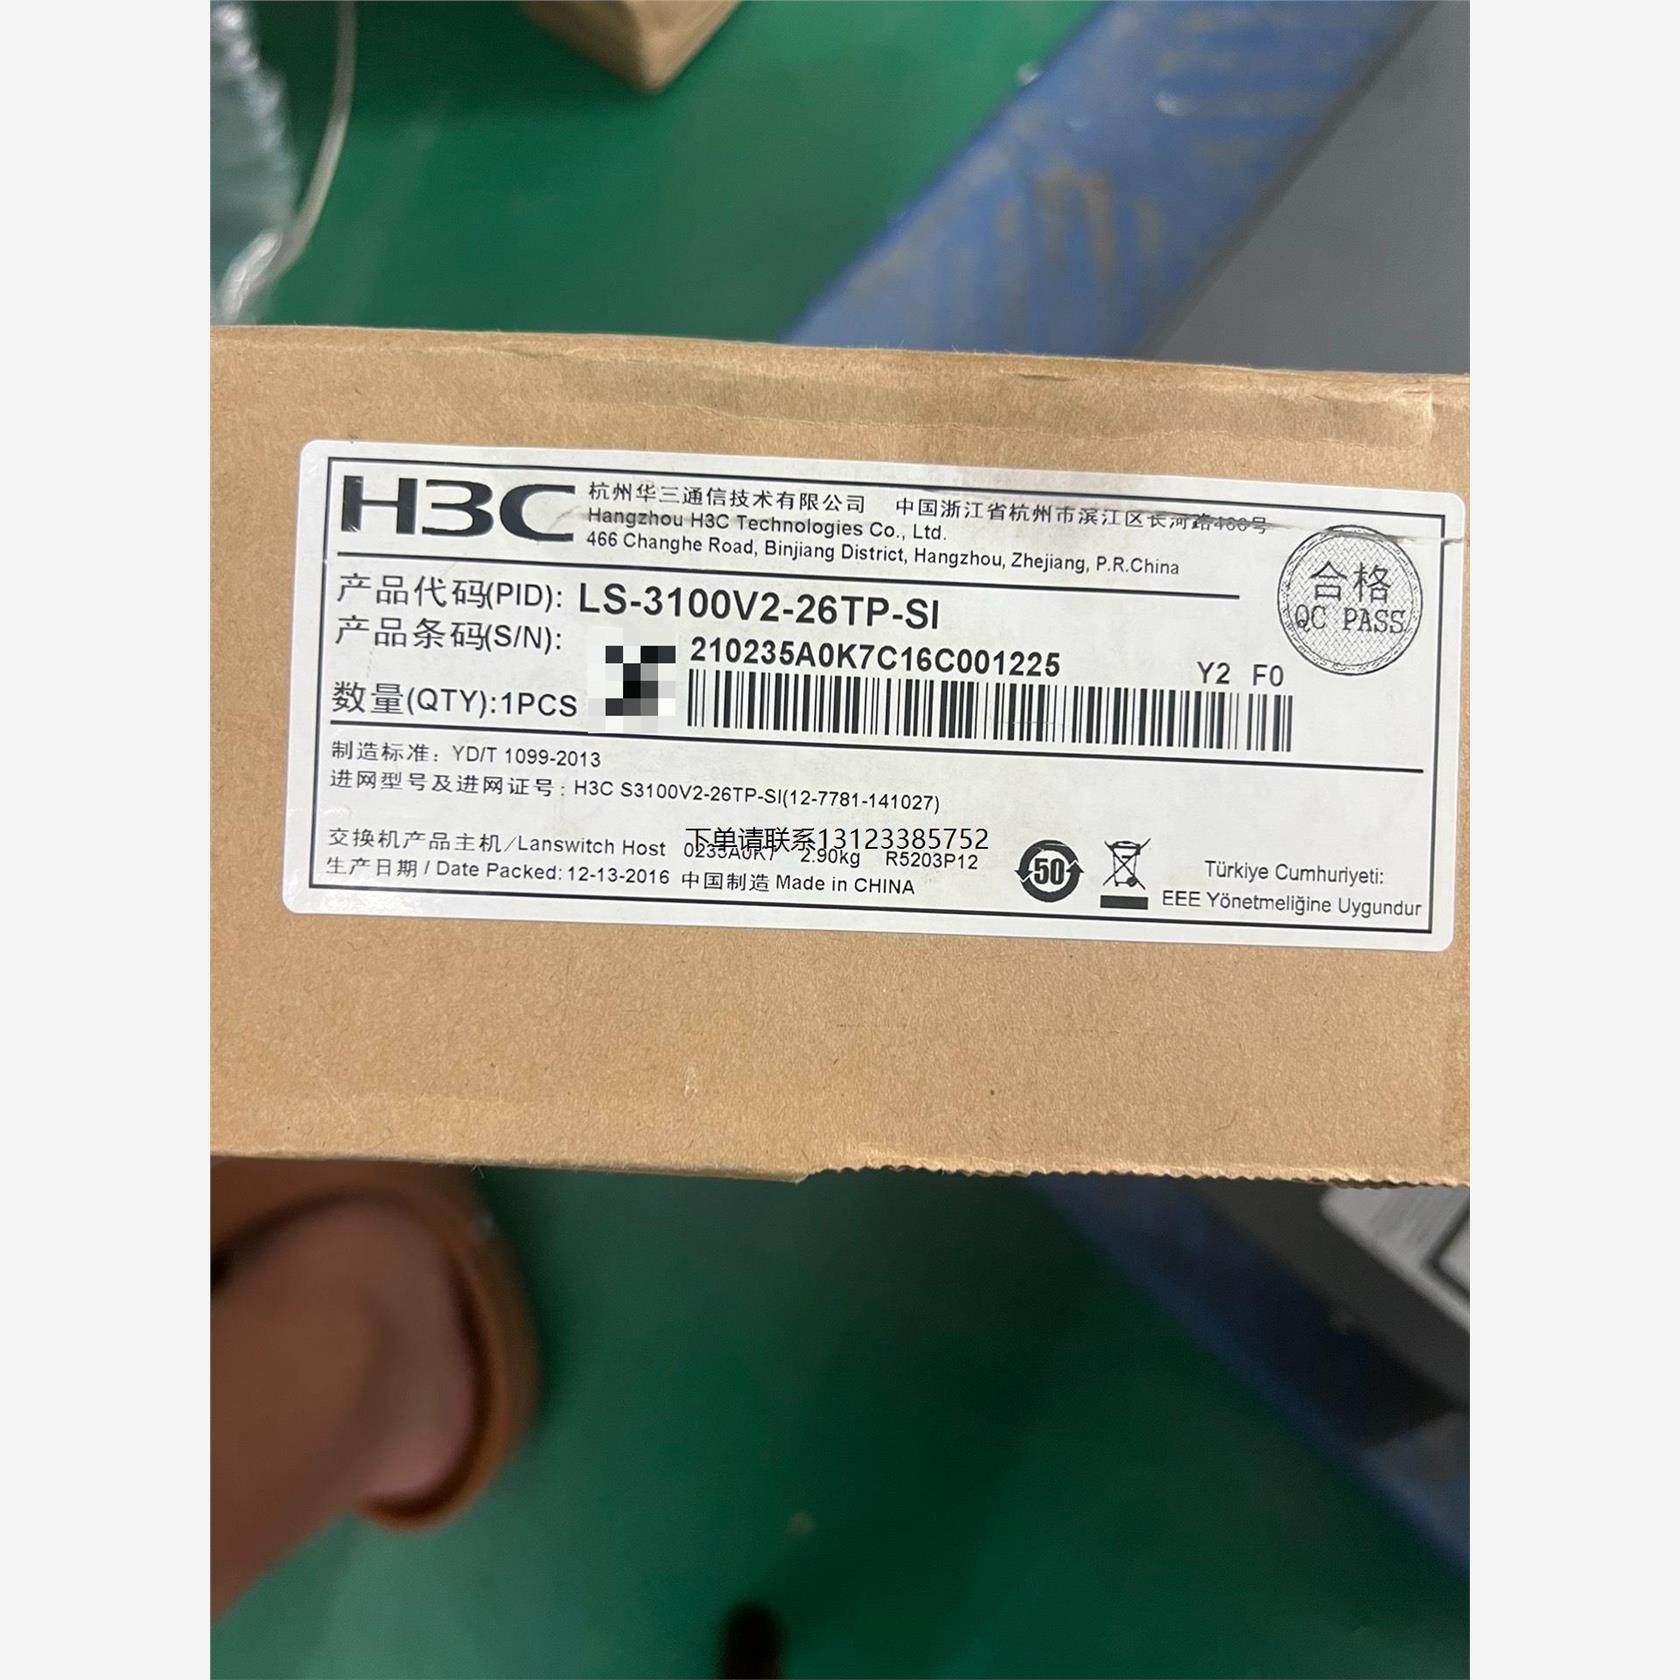 H3C
杭州华三通信技术有限公司 中国浙江省杭州市滨江区长河路466号
Hangzhou H3C Technologies Co., Ltd.
466 Changhe Road, Binjiang District, Hangzhou, Zhejiang, P.R.China
合格
QC PASS
产品代码(PID): LS-3100V2-26TP-SI
产品条码(S/N): 210235A0K7C16C001225 Y2 F0
数量(QTY):1PCS
制造标准: YD/T 1099-2013
进网型号及进网证号: H3C S3100V2-26TP-SI(12-7781-141027)
下单请联系13123385752
交换机产品主机/Lanswitch Host 0235A0K7 2.90kg R5203P12
生产日期 / Date Packed: 12-13-2016 中国制造 Made in CHINA
50
Türkiye Cumhuriyeti:
EEE Yönetmeliğine Uygundur